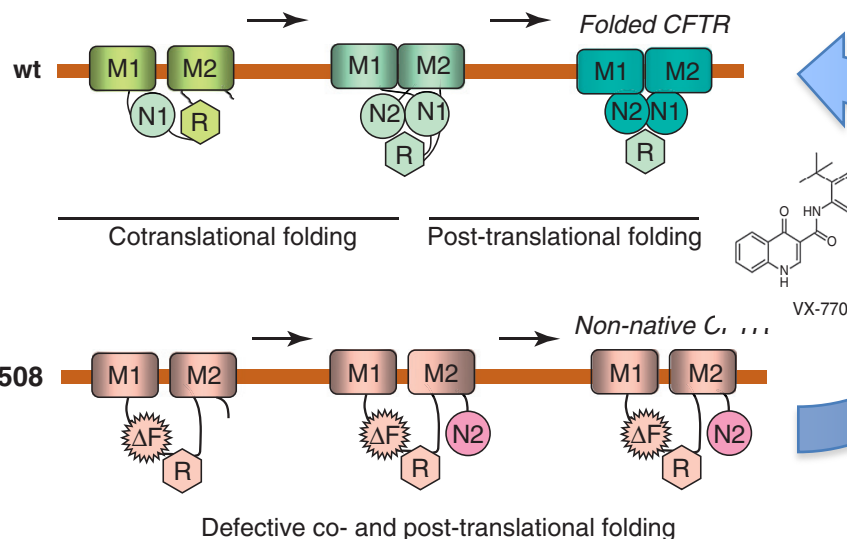 Folded CFTR
wt
M1 M2
M1 M2
M1 M2
N1
R
N2 N1
R
N2 N1
R
Cotranslational folding
Post-translational folding
O
HN
O
N
H
VX-770
Non-native
508
M1 M2
M1 M2
M1 M2
ΔF
R
ΔF
N2
R
ΔF
N2
R
Defective co- and post-translational folding